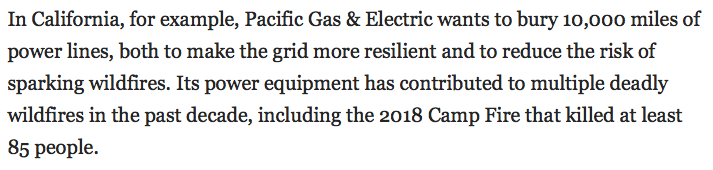 In California, for example, Pacific Gas & Electric wants to bury 10,000 miles of
power lines, both to make the grid more resilient and to reduce the risk of
sparking wildfires. Its power equipment has contributed to multiple deadly
wildfires in the past decade, including the 2018 Camp Fire that killed at least
85 people.